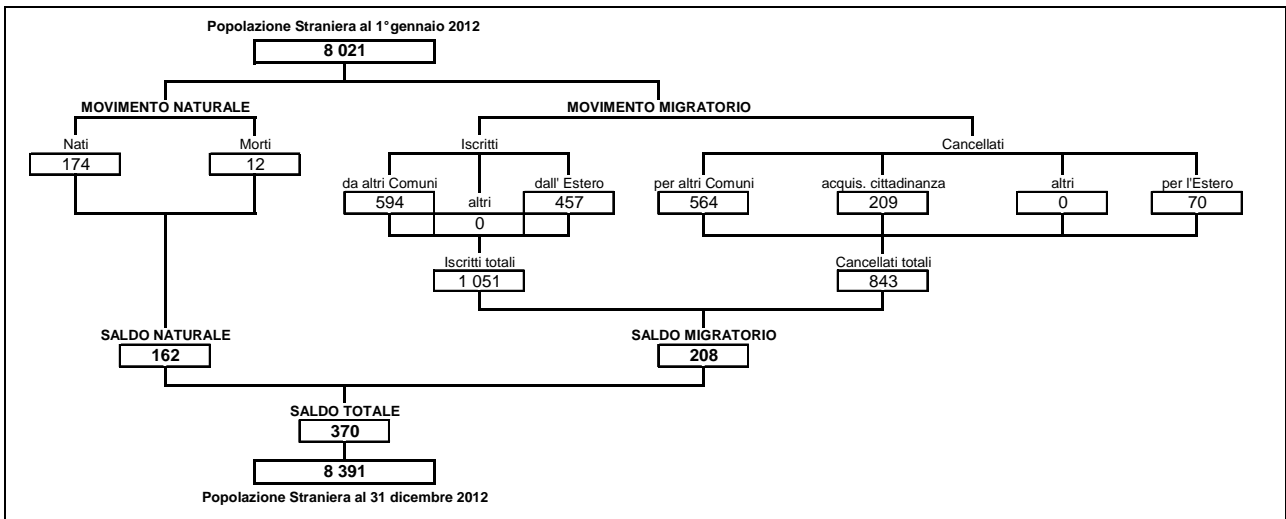 Popolazione Straniera al 1° gennaio 2012
8 021
MOVIMENTO NATURALE
MOVIMENTO MIGRATORIO
Nati
Morti
Iscritti
Cancellati
174
12
da altri Comuni
altri
dall' Estero
per altri Comuni
acquis. cittadinanza
altri
per l'Estero
594
0
457
564
209
0
70
Iscritti totali
Cancellati totali
1 051
843
SALDO NATURALE
SALDO MIGRATORIO
162
208
SALDO TOTALE
370
8 391
Popolazione Straniera al 31 dicembre 2012